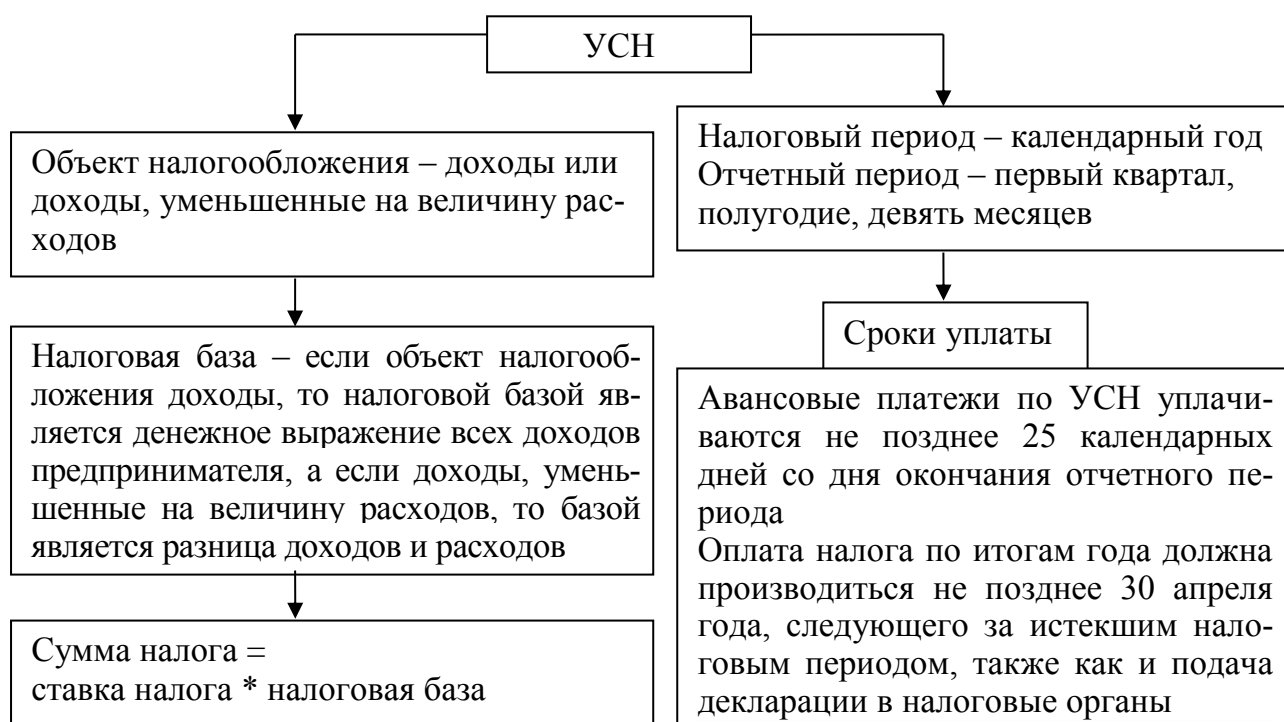 УСН
Объект налогообложения – доходы или
доходы, уменьшенные на величину рас-
ходов
Налоговая база – если объект налогооб-
ложения доходы, то налоговой базой яв-
ляется денежное выражение всех доходов
предпринимателя, а если доходы, умень-
шенные на величину расходов, то базой
является разница доходов и расходов
Сумма налога =
ставка налога * налоговая база
Налоговый период – календарный год
Отчетный период – первый квартал,
полугодие, девять месяцев
Сроки уплаты
Авансовые платежи по УСН уплачи-
ваются не позднее 25 календарных
дней со дня окончания отчетного пе-
риода
Оплата налога по итогам года должна
производиться не позднее 30 апреля
года, следующего за истекшим нало-
говым периодом, также как и подача
декларации в налоговые органы